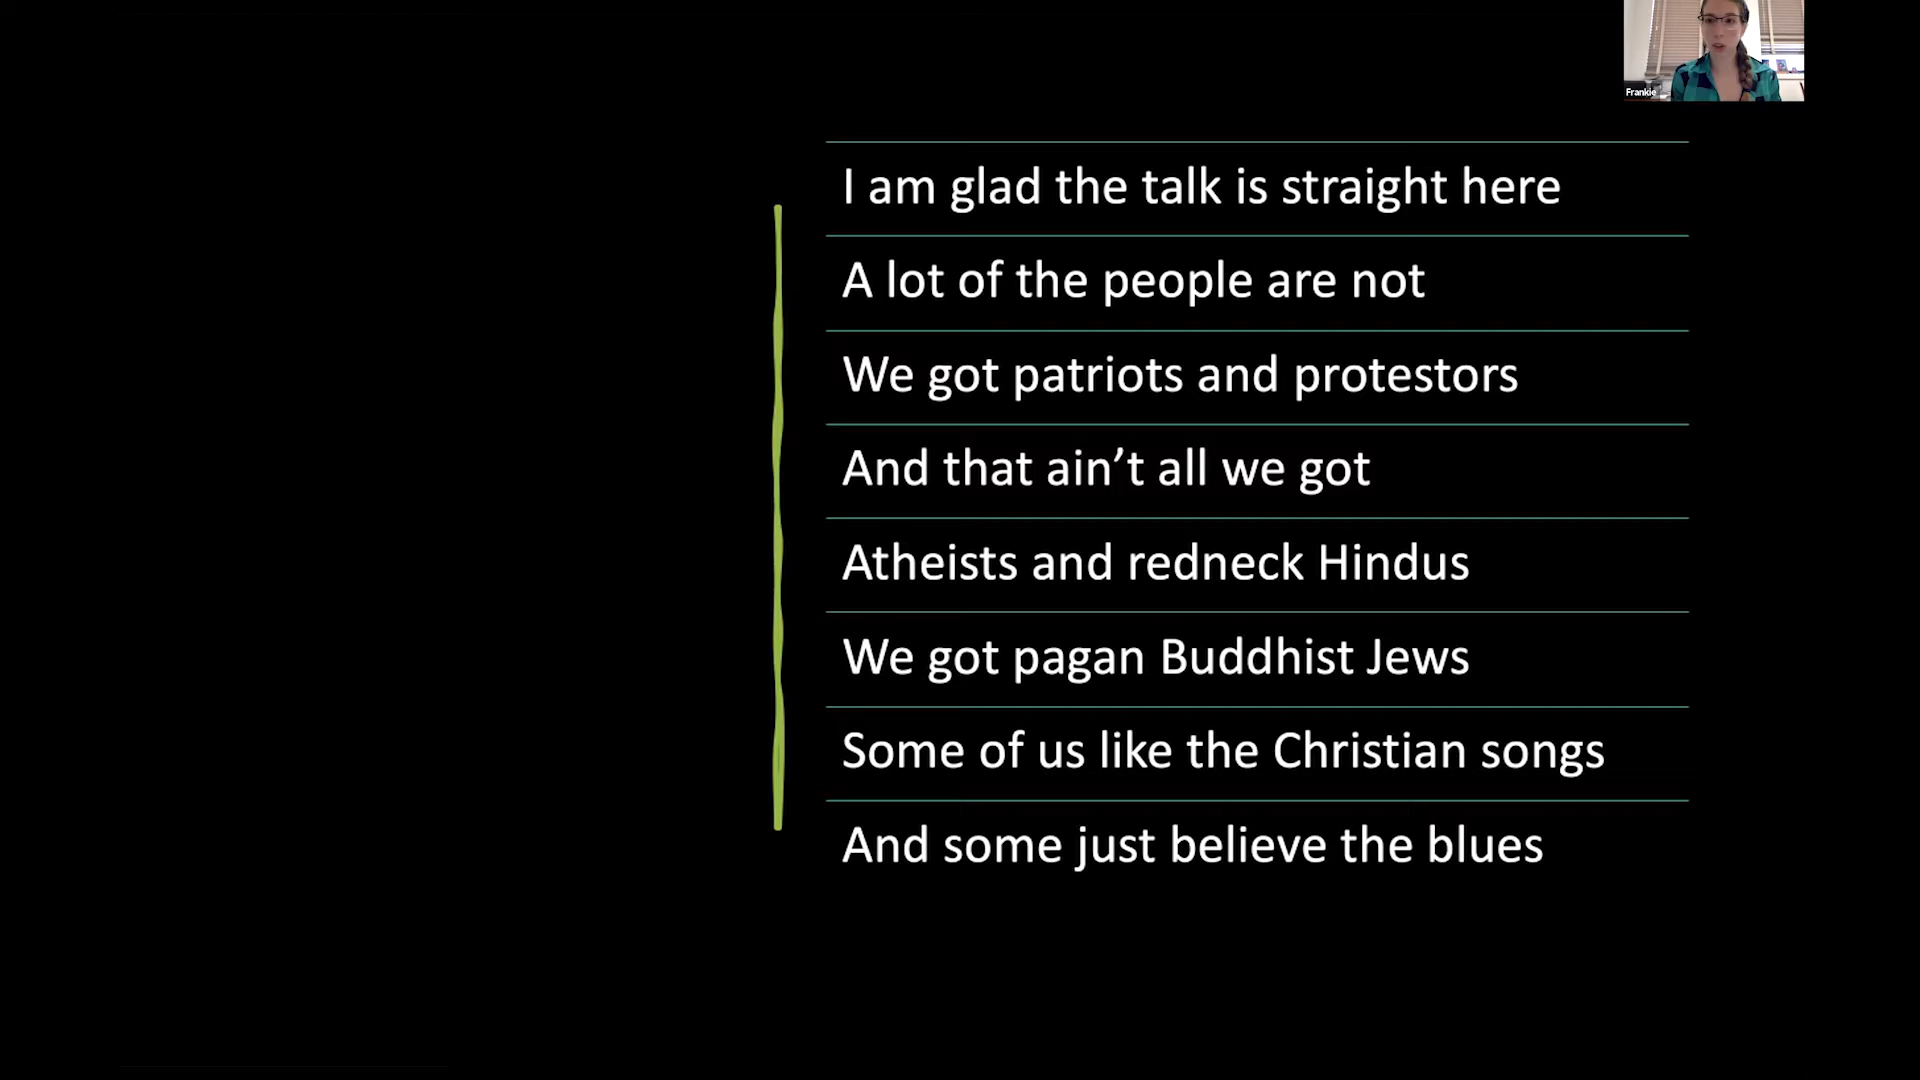 Frankie
I am glad the talk is straight here
A lot of the people are not
We got patriots and protestors
And that ain’t all we got
Atheists and redneck Hindus
We got pagan Buddhist Jews
Some of us like the Christian songs
And some just believe the blues